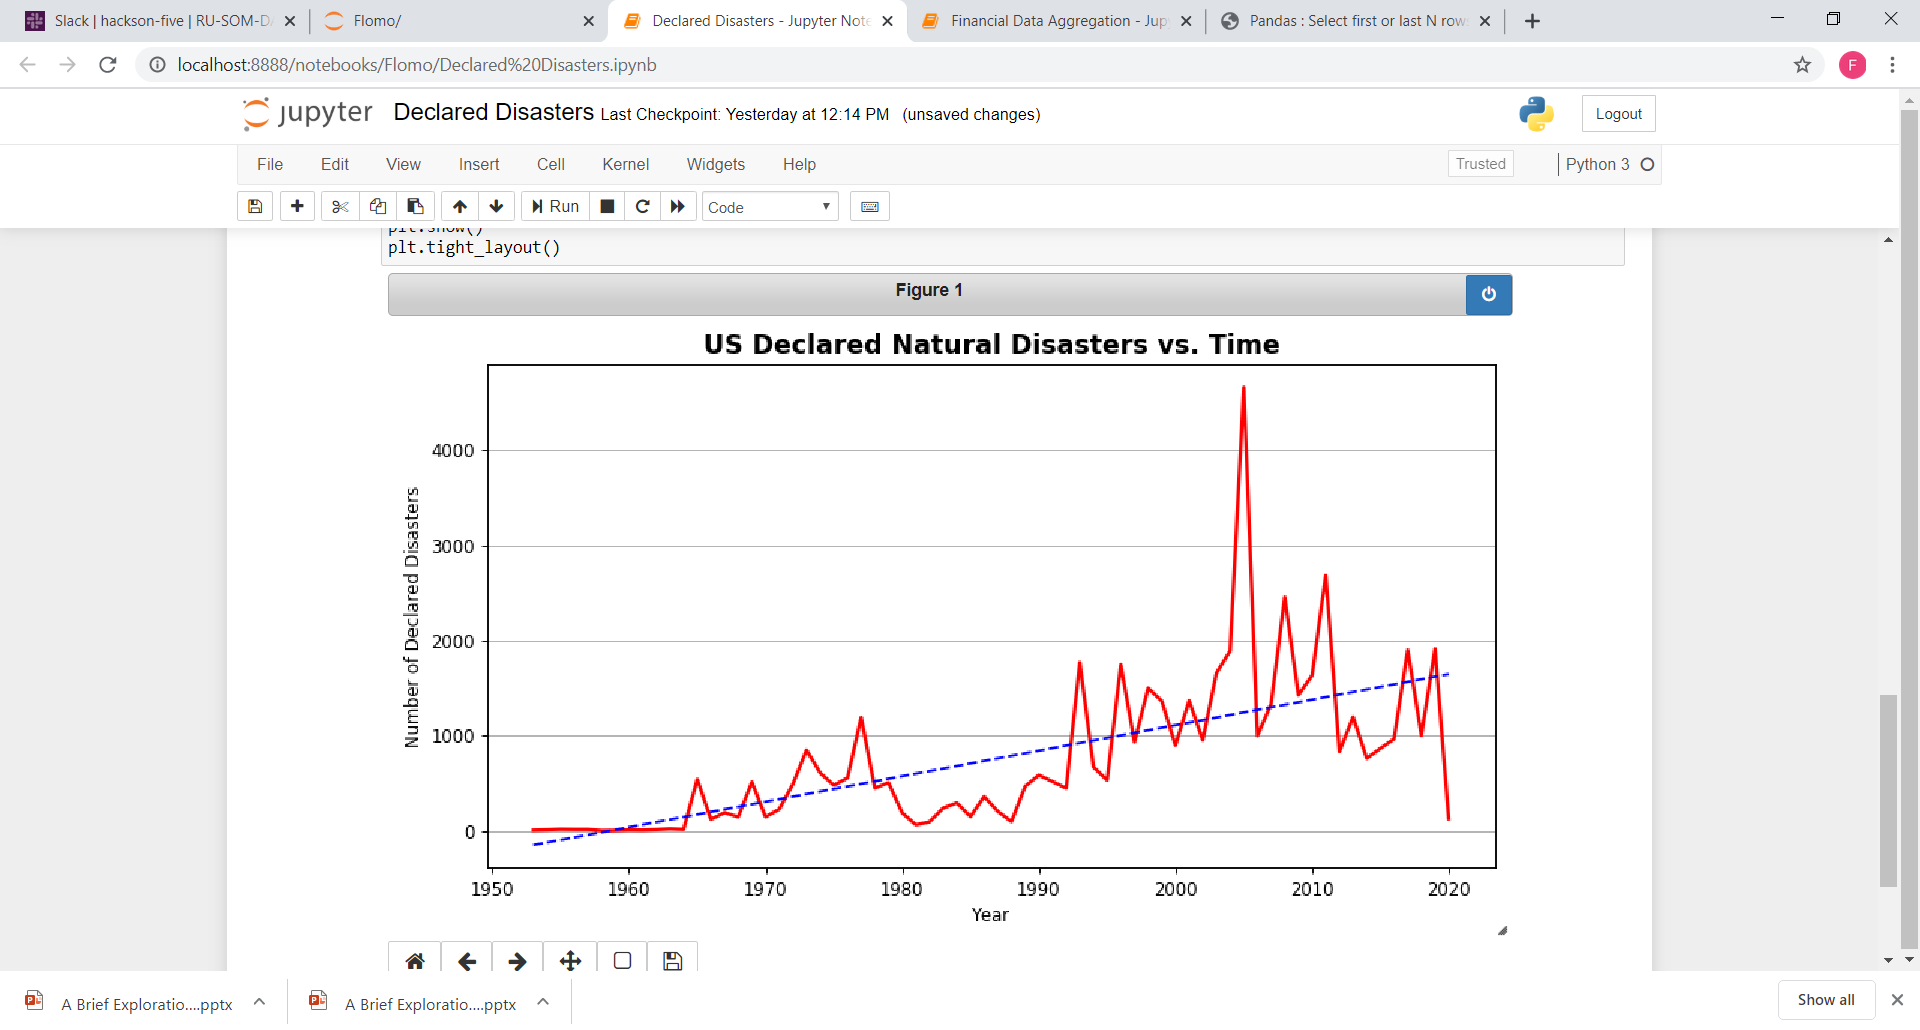 Slack | hackson-five | RU-SOM-DA
Flomo/
Declared Disasters - Jupyter Note
Financial Data Aggregation - Jup
Pandas : Select first or last N row
localhost:8888/notebooks/Flomo/Declared%20Disasters.ipynb
F
jupyter Declared Disasters Last Checkpoint: Yesterday at 12:14 PM (unsaved changes)
Logout
File Edit View Insert Cell Kernel Widgets Help
Trusted
Python 3
Run
Code
plt.show()
plt.tight_layout()
Figure 1
US Declared Natural Disasters vs. Time
Number of Declared Disasters
4000
3000
2000
1000
0
1950 1960 1970 1980 1990 2000 2010 2020
Year
A Brief Exploratio....pptx
A Brief Exploratio....pptx
Show all